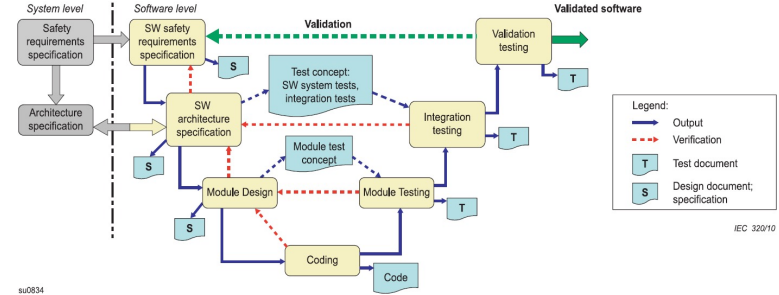 System level
Software level
Validated software
Safety
requirements
specification
SW safety
requirements
specification
Validation
Validation
testing
S
T
Test concept:
SW system tests,
integration tests
Architecture
specification
SW
architecture
specification
Integration
testing
T
S
Module test
concept
Module Design
Module Testing
S
T
Coding
Code
Legend:
Output
Verification
T
Test document
S
Design document;
specification
IEC 320/10
su0834